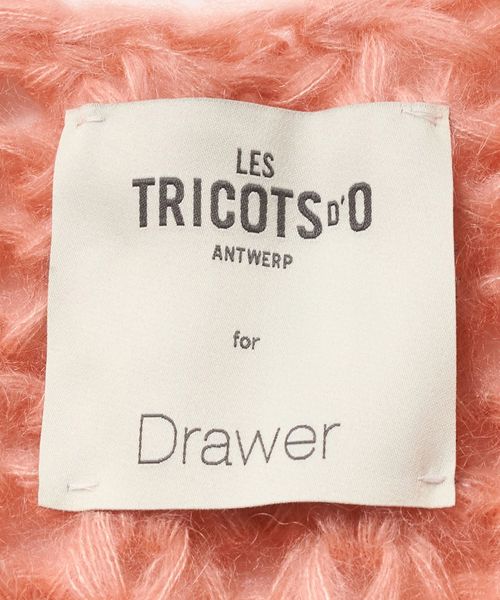 LES
TRICOTS D'O
ANTWERP
for
Drawer